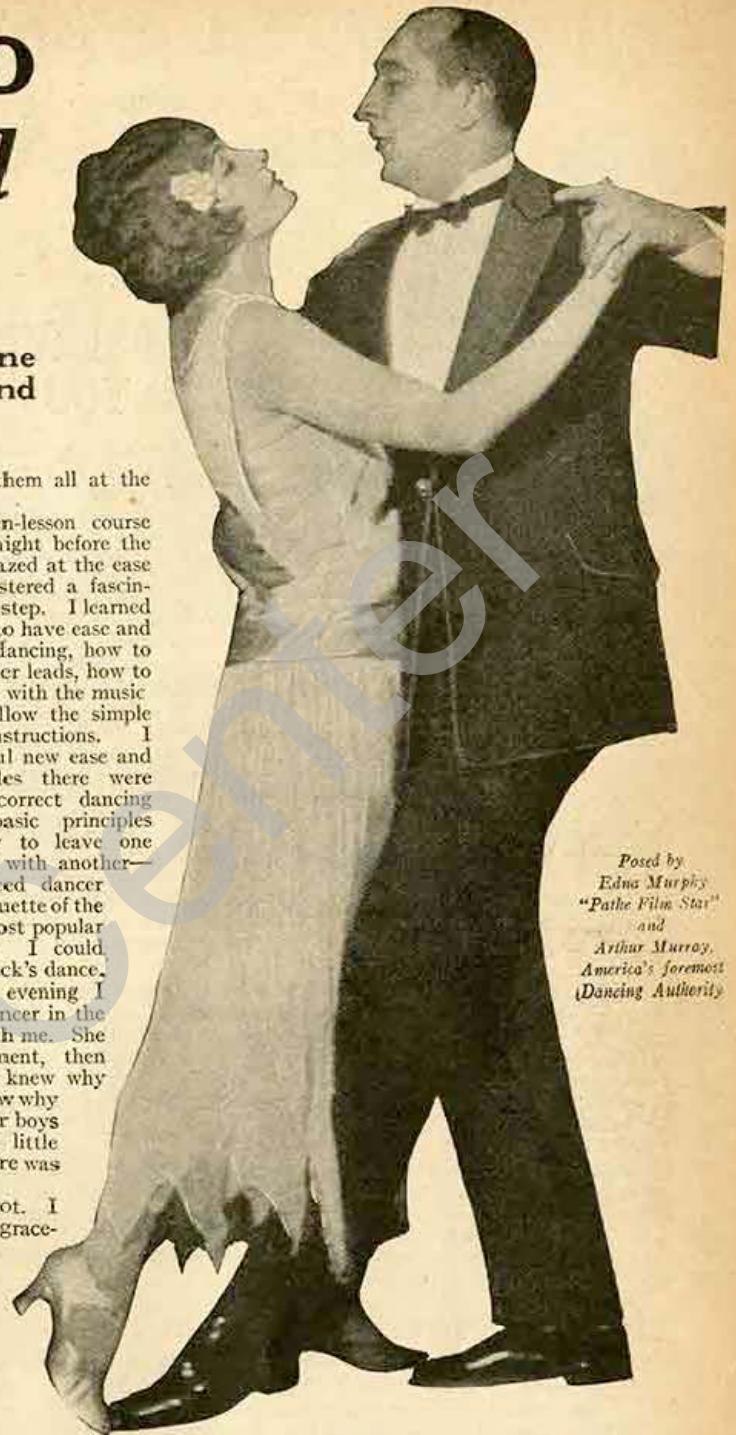 o
l
ne
nd
hem all at the
n-lesson course
night before the
azed at the ease
stered a fascin-
step. I learned
o have ease and
dancing, how to
er leads, how to
with the music
llow the simple
nstructions. I
ul new ease and
les there were
correct dancing
basic principles
to leave one
with another—
ed dancer
uette of the
ost popular
I could
ck's dance.
evening I
ncer in the
h me. She
ment, then
knew why
w why
r boys
little
re was
ot. I
grace-
Posed by
Edna Murphy
"Pathe Film Star"
and
Arthur Murray,
America's foremost
Dancing Authority
Center